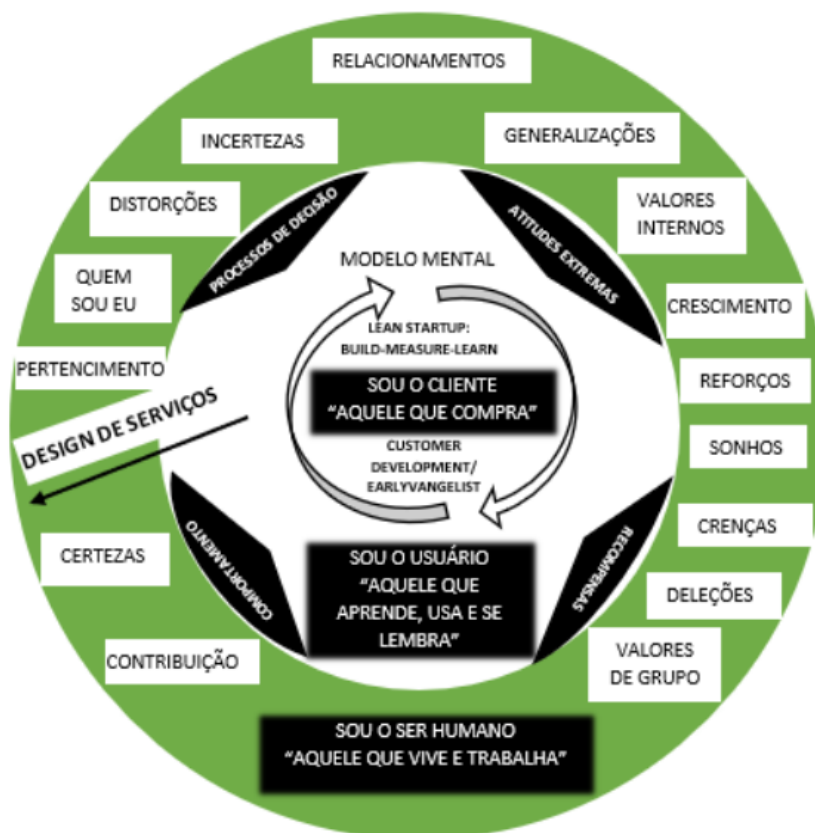 RELACIONAMENTOS
INCERTEZAS
GENERALIZAÇÕES
DISTORÇÕES
PROCESSOS DE DECISÃO
ATITUDES EXTREMAS
VALORES
INTERNOS
QUEM
SOU EU
MODELO MENTAL
CRESCIMENTO
LEAN STARTUP:
BUILD-MEASURE-LEARN
PERTENCIMENTO
SOU O CLIENTE
“AQUELE QUE COMPRA”
REFORÇOS
DESIGN DE SERVIÇOS
SONHOS
CUSTOMER
DEVELOPMENT/
EARLYVANGELIST
CRENÇAS
CERTEZAS
COMPORTAMENTO
SOU O USUÁRIO
“AQUELE QUE
APRENDE, USA E SE
LEMBRA”
RECOMPENSAS
DELEÇÕES
CONTRIBUIÇÃO
VALORES
DE GRUPO
SOU O SER HUMANO
“AQUELE QUE VIVE E TRABALHA”